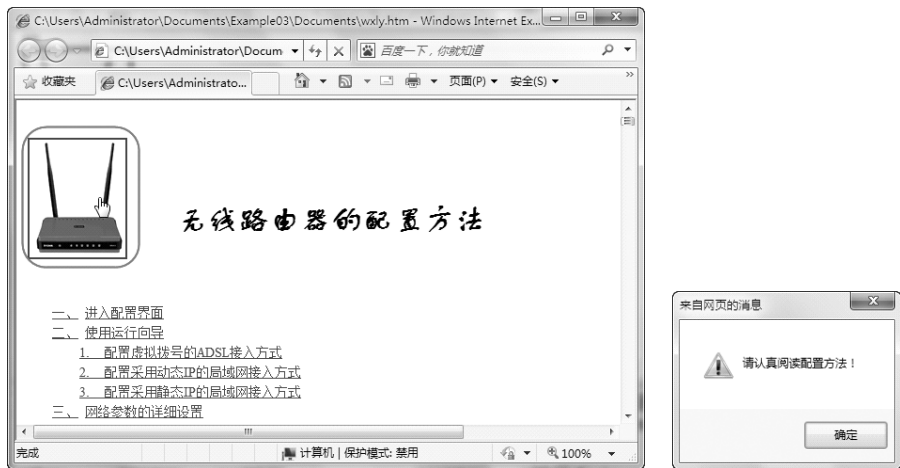 C:\Users\Administrator\Documents\Example03\Documents\wxly.htm - Windows Internet Ex...
C:\Users\Administrator\Docum
百度一下，你就知道
收藏夹
C:\Users\Administrato...
页面(P)
安全(S)
»
无线路由器的配置方法
一、 进入配置界面
二、 使用运行向导
1. 配置虚拟拨号的ADSL接入方式
2. 配置采用动态IP的局域网接入方式
3. 配置采用静态IP的局域网接入方式
三、 网络参数的详细设置
完成
计算机 | 保护模式: 禁用
100%
来自网页的消息
请认真阅读配置方法！
确定